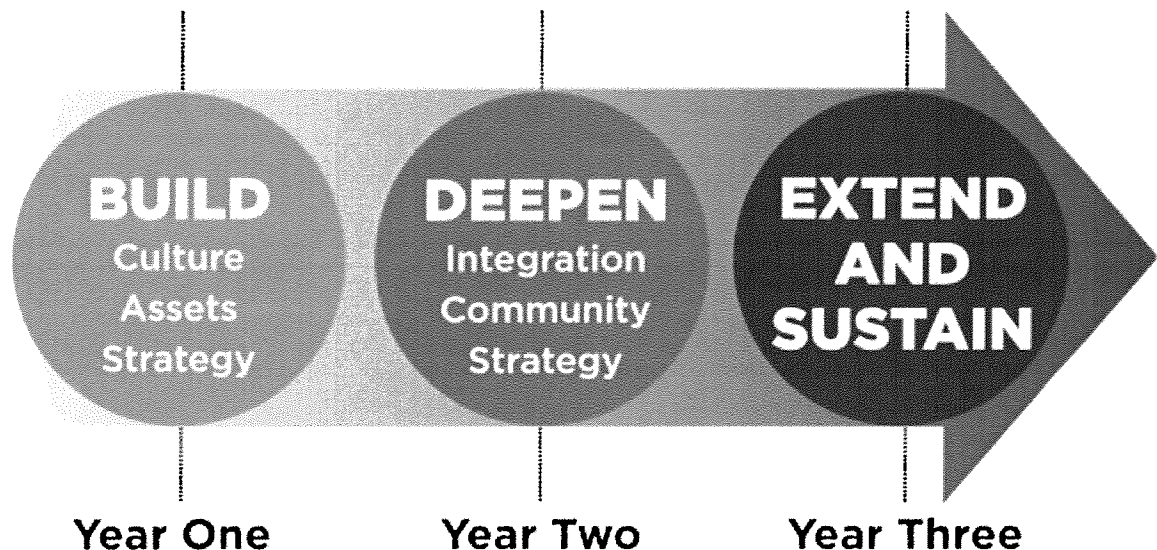 BUILD
Culture
Assets
Strategy
DEEPEN
Integration
Community
Strategy
EXTEND
AND
SUSTAIN
Year One
Year Two
Year Three